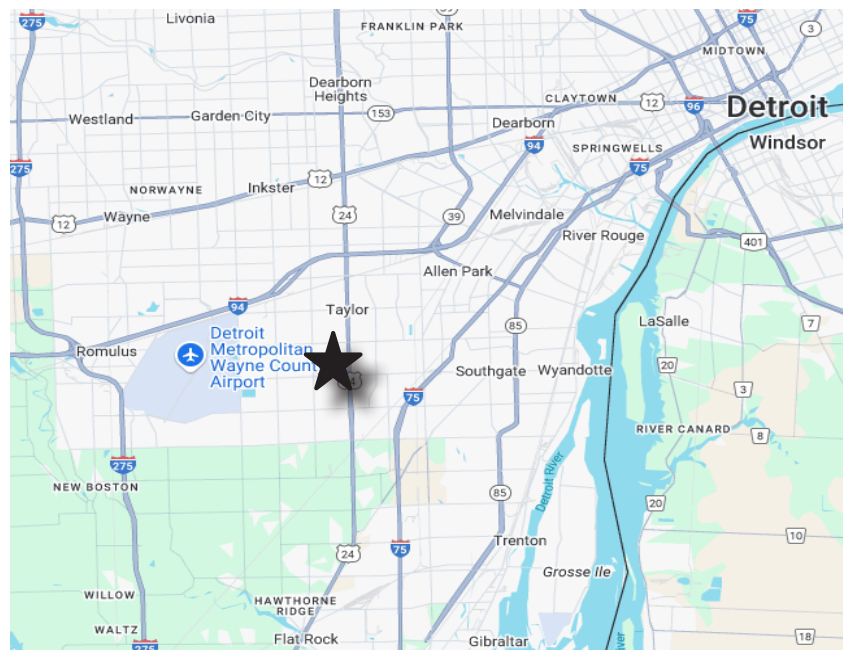 275
Livonia
FRANKLIN PARK
75
3
MIDTOWN
Dearborn
Heights
CLAYTOWN
12
96
Detroit
Westland
Garden City
153
Dearborn
94
SPRINGWELLS
Windsor
75
275
NORWAYNE
Inkster
12
12
Wayne
24
39
Melvindale
River Rouge
401
Allen Park
94
Taylor
85
LaSalle
7
Romulus
Detroit
Metropolitan
Wayne Count
Airport
Southgate
Wyandotte
20
75
3
RIVER CANARD
8
275
NEW BOSTON
Detroit River
85
20
10
Trenton
24
75
Grosse Ile
WILLOW
HAWTHORNE
RIDGE
WALTZ
275
Flat Rock
Gibraltar
18